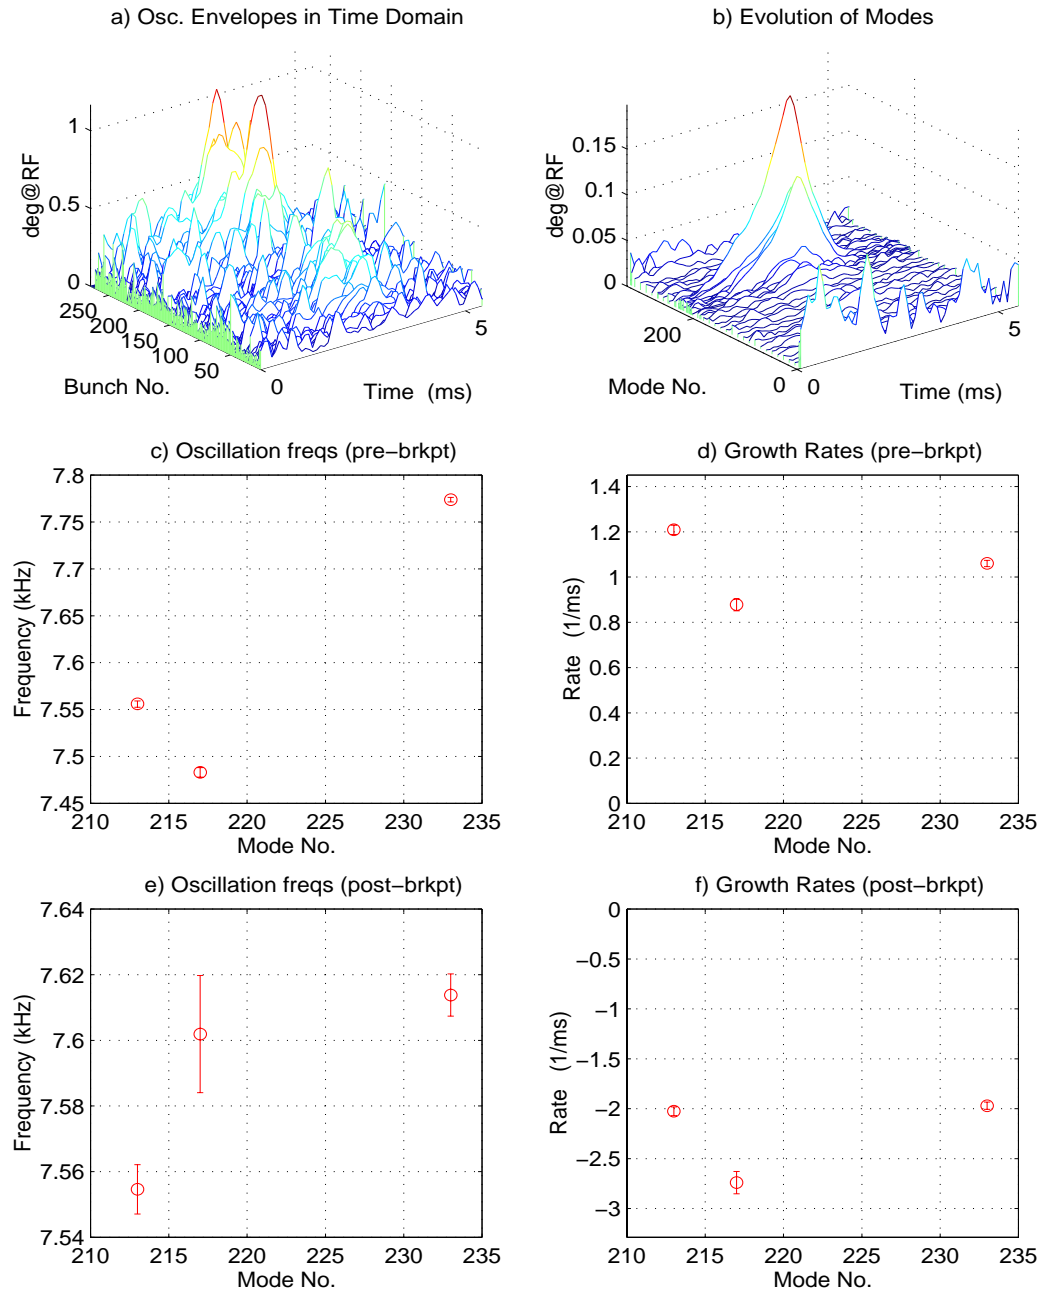 a) Osc. Envelopes in Time Domain
deg@RF
1
0.5
0
250
200
150
100
50
0
5
Bunch No.
Time (ms)
b) Evolution of Modes
deg@RF
0.15
0.1
0.05
0
200
0
0
5
Mode No.
Time (ms)
c) Oscillation freqs (pre−brkpt)
Frequency (kHz)
7.8
7.75
7.7
7.65
7.6
7.55
7.5
7.45
210 215 220 225 230 235
Mode No.
d) Growth Rates (pre−brkpt)
Rate (1/ms)
1.4
1.2
1
0.8
0.6
0.4
0.2
0
210 215 220 225 230 235
Mode No.
e) Oscillation freqs (post−brkpt)
Frequency (kHz)
7.64
7.62
7.6
7.58
7.56
7.54
210 215 220 225 230 235
Mode No.
f) Growth Rates (post−brkpt)
Rate (1/ms)
0
−0.5
−1
−1.5
−2
−2.5
−3
210 215 220 225 230 235
Mode No.